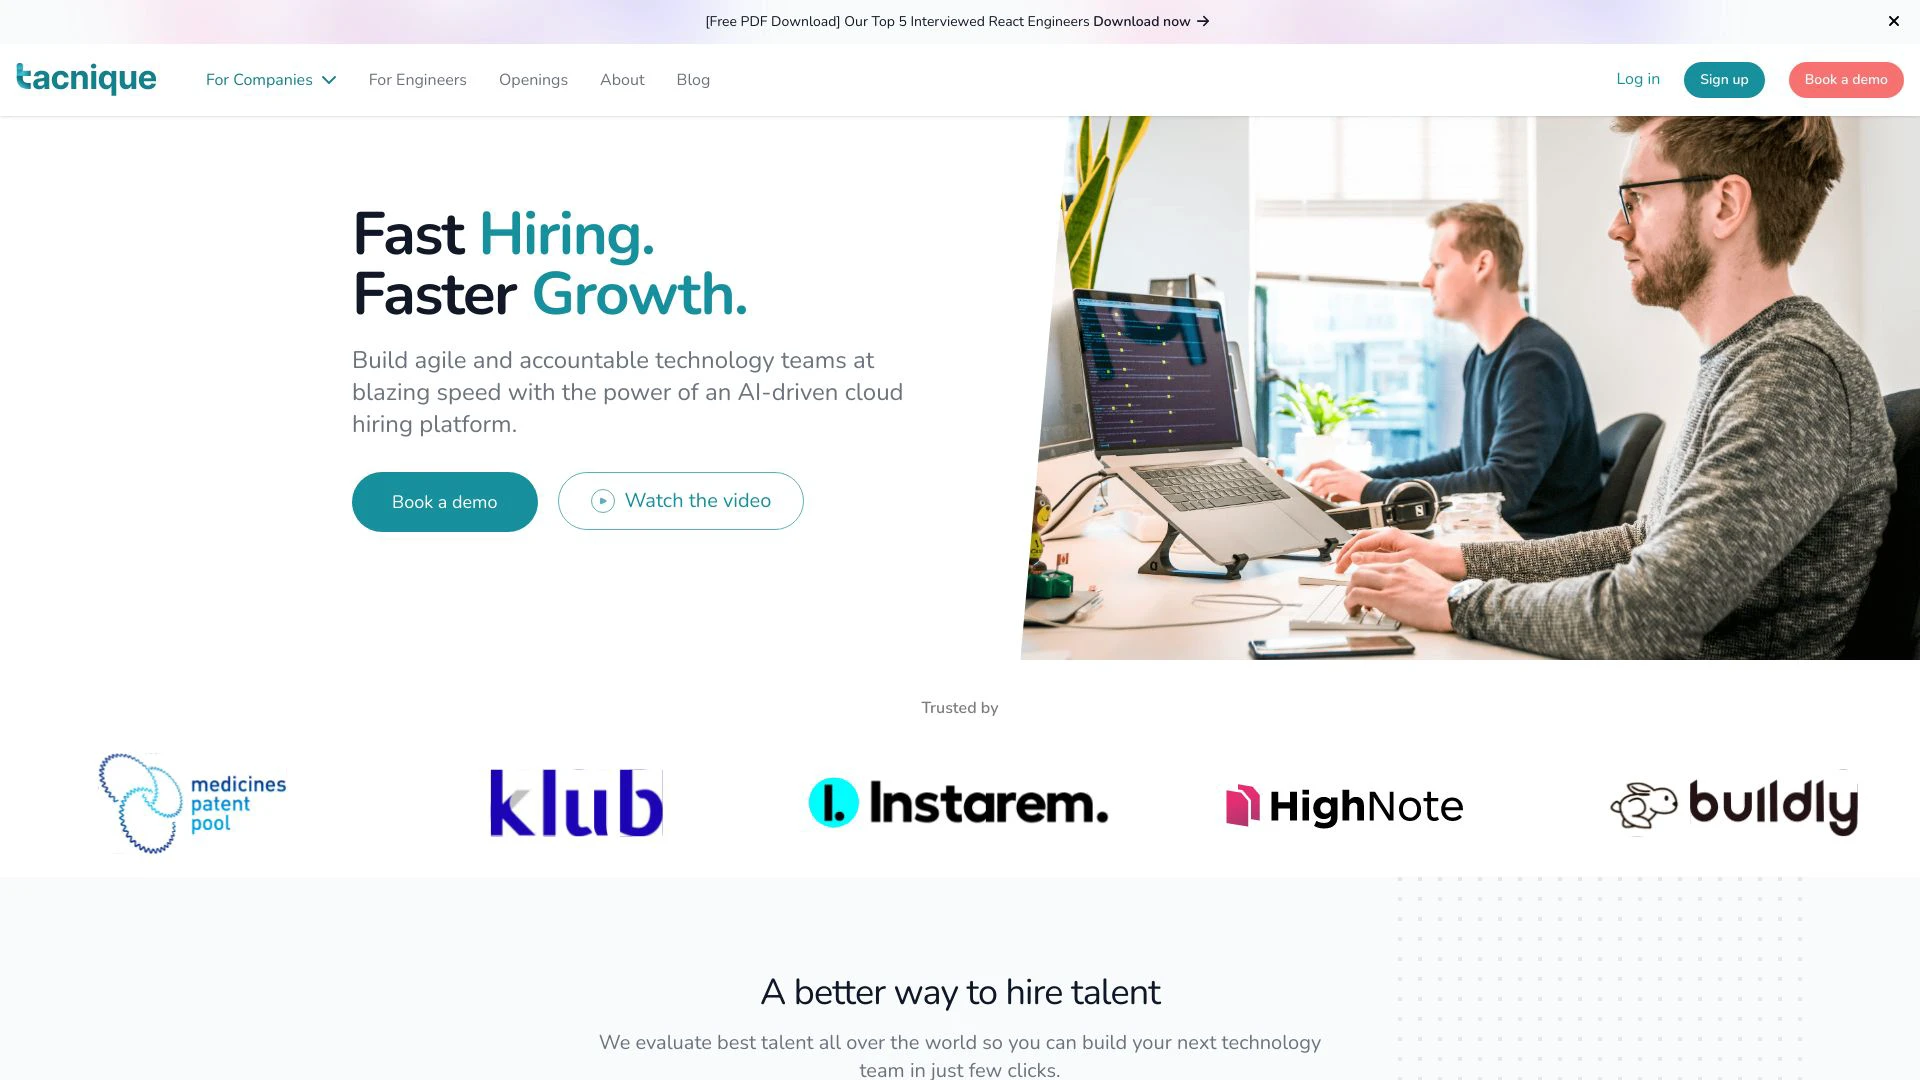 [Free PDF Download] Our Top 5 Interviewed React Engineers Download now →
tacnique
For Companies
For Engineers
Openings
About
Blog
Log in
Sign up
Book a demo
Fast Hiring.
Faster Growth.
Build agile and accountable technology teams at
blazing speed with the power of an AI-driven cloud
hiring platform.
Book a demo
Watch the video
Trusted by
medicines
patent
pool
klub
I. Instarem.
HighNote
buildly
A better way to hire talent
We evaluate best talent all over the world so you can build your next technology
team in just few clicks.